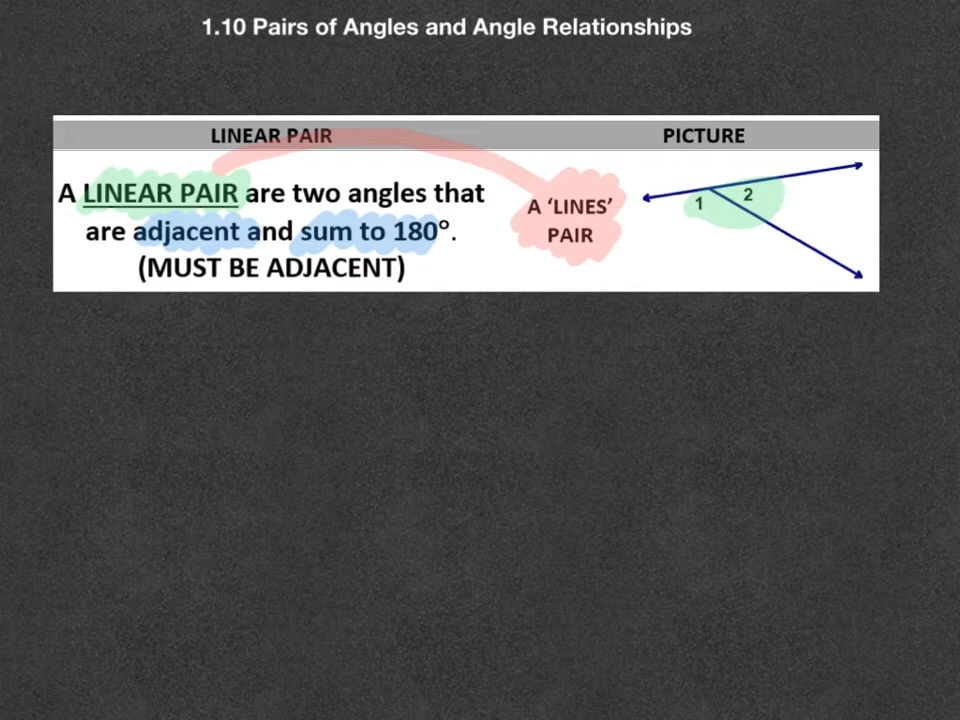 1.10 Pairs of Angles and Angle Relationships
LINEAR PAIR
PICTURE
A LINEAR PAIR are two angles that
are adjacent and sum to 180°.
(MUST BE ADJACENT)
A ‘LINES’
PAIR
1
2